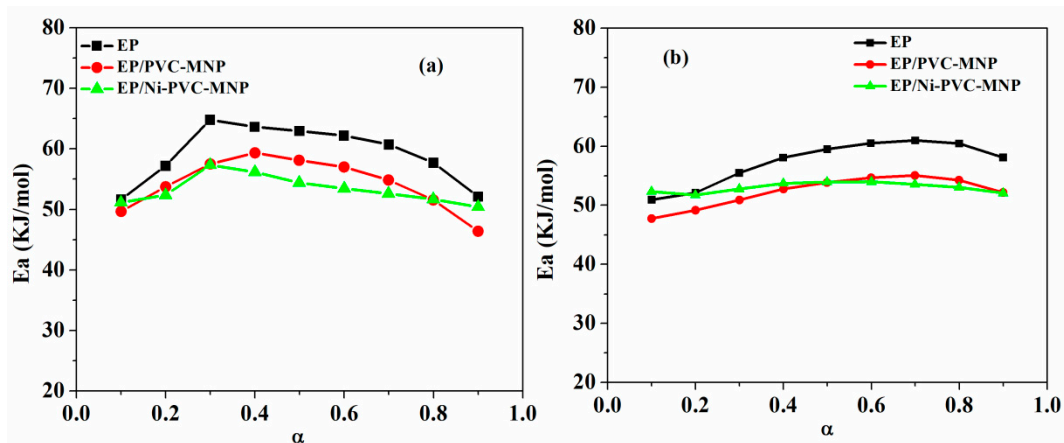 80
70
60
50
40
30
20
0.0 0.2 0.4 0.6 0.8 1.0
Ea (KJ/mol)
α
EP
EP/PVC-MNP
EP/Ni-PVC-MNP
(a)
80
70
60
50
40
30
20
0.0 0.2 0.4 0.6 0.8 1.0
Ea (KJ/mol)
α
(b)
EP
EP/PVC-MNP
EP/Ni-PVC-MNP